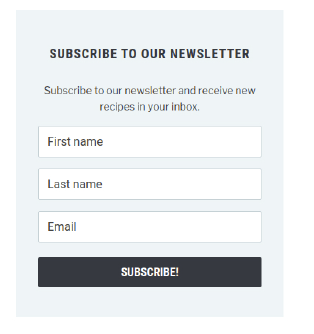 SUBSCRIBE TO OUR NEWSLETTER
Subscribe to our newsletter and receive new
recipes in your inbox.
First name
Last name
Email
SUBSCRIBE!